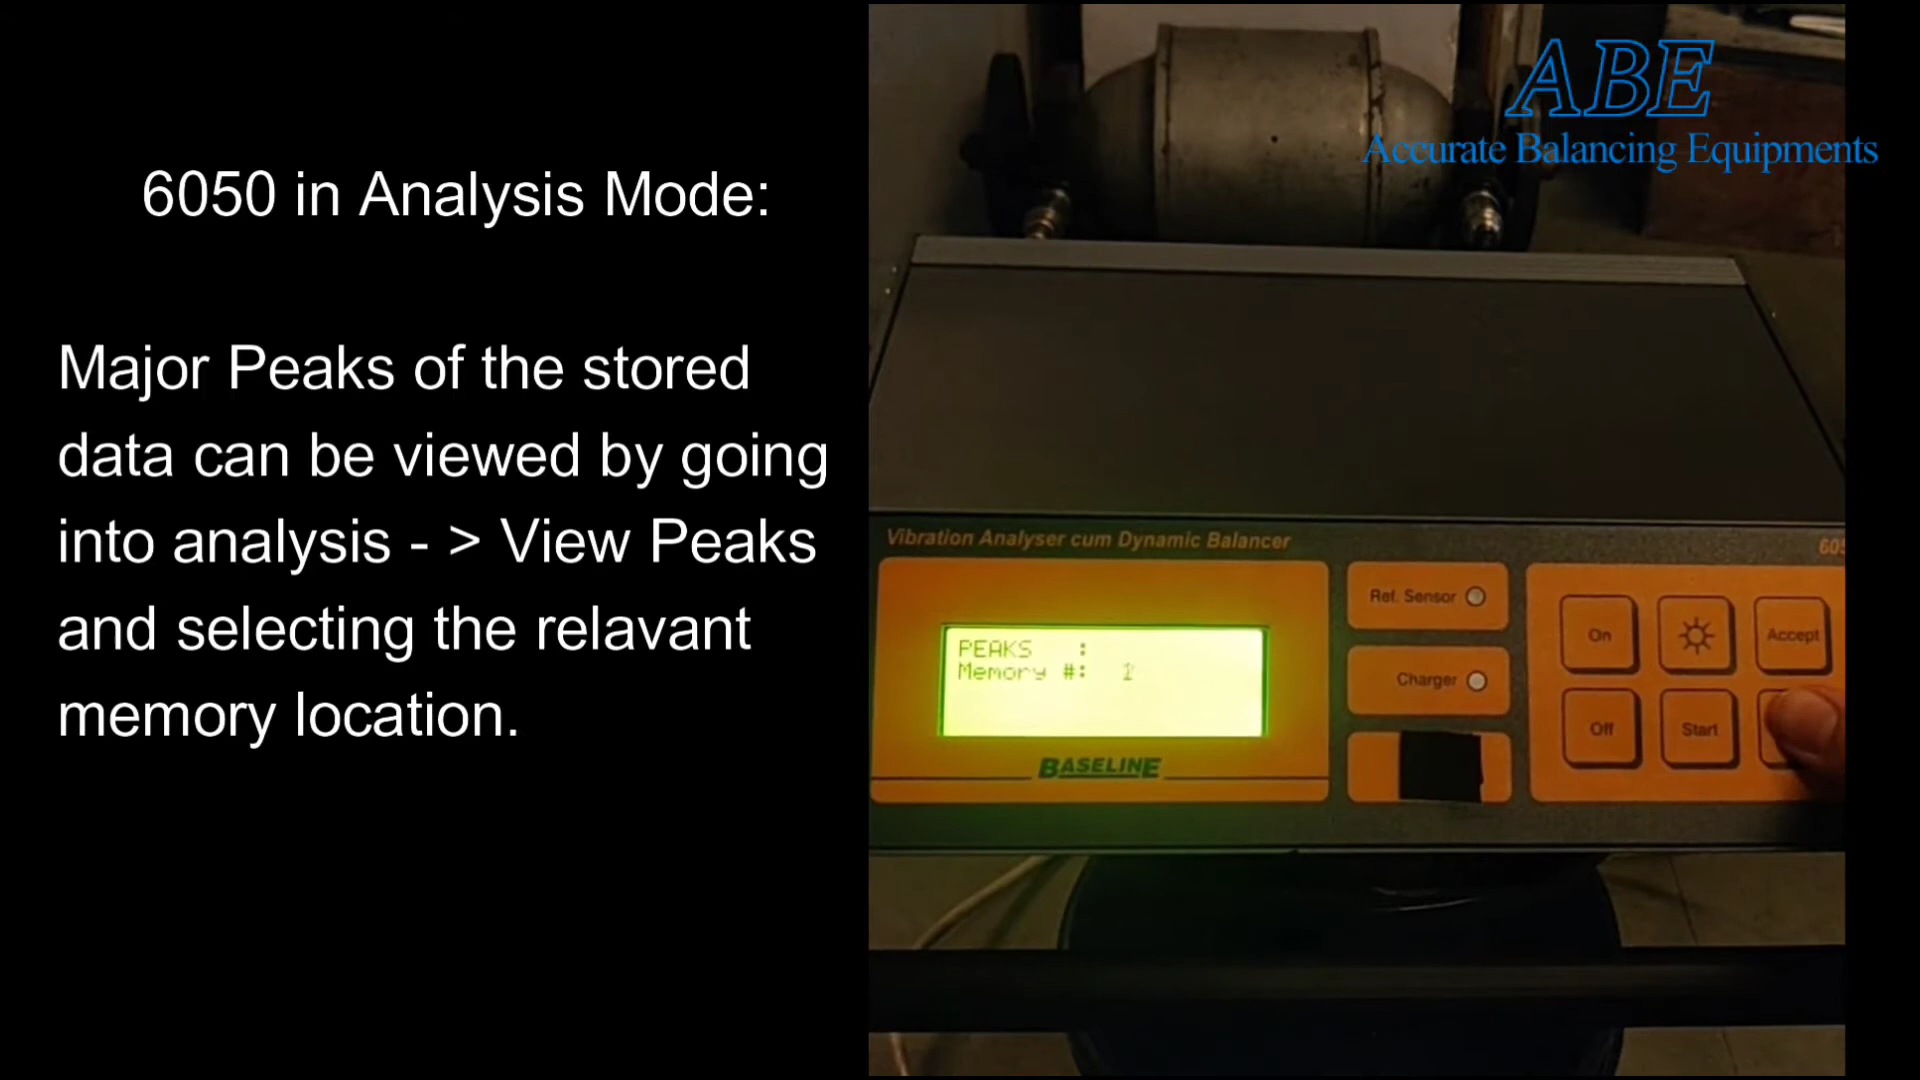 6050 in Analysis Mode:
Major Peaks of the stored
data can be viewed by going
into analysis - > View Peaks
and selecting the relavant
memory location.
ABE
Accurate Balancing Equipments
Vibration Analyser cum Dynamic Balancer
PEAKS :
Memory #:
BASELINE
Ref. Sensor
Charger
On
Accept
Off
Start